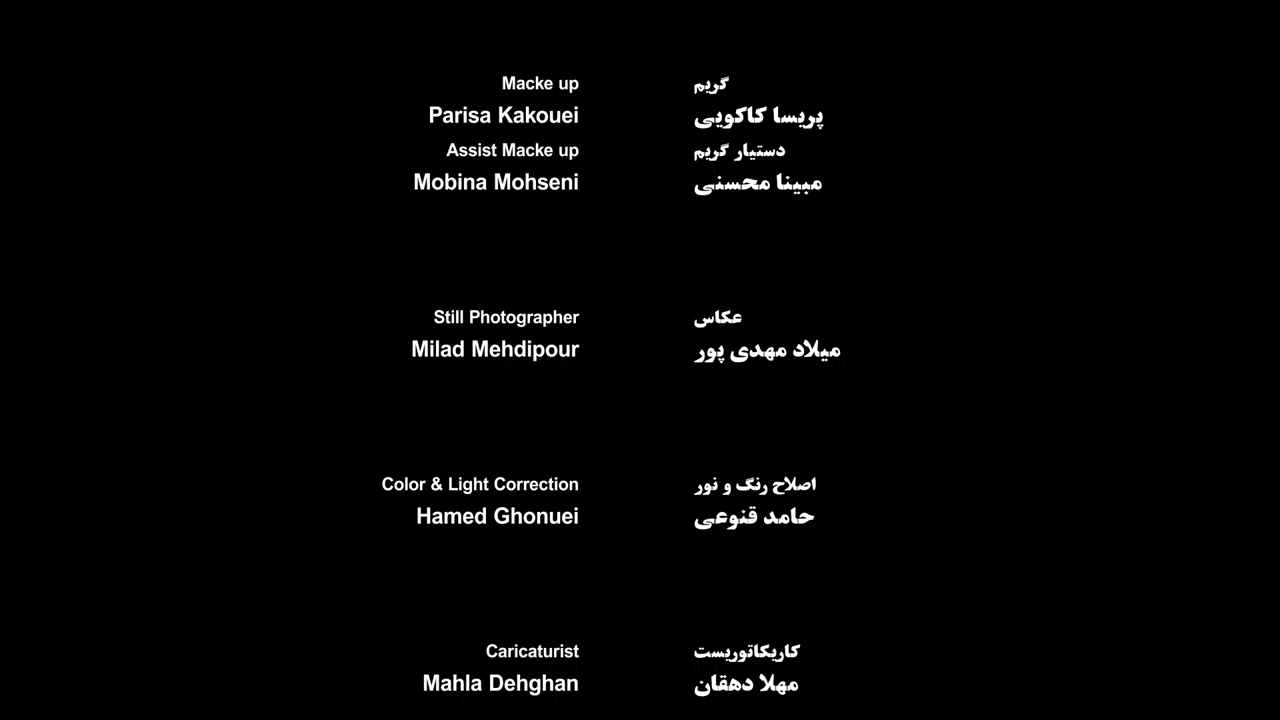 Macke up
گریم
Parisa Kakouei
پریسا کاکویی
Assist Macke up
دستیار گریم
Mobina Mohseni
مبینا محسنی
Still Photographer
عکاس
Milad Mehdipour
میلاد مهدی پور
Color & Light Correction
اصلاح رنگ و نور
Hamed Ghonuei
حامد قنوعی
Caricaturist
کاریکاتوریست
Mahla Dehghan
مهلا دهقان